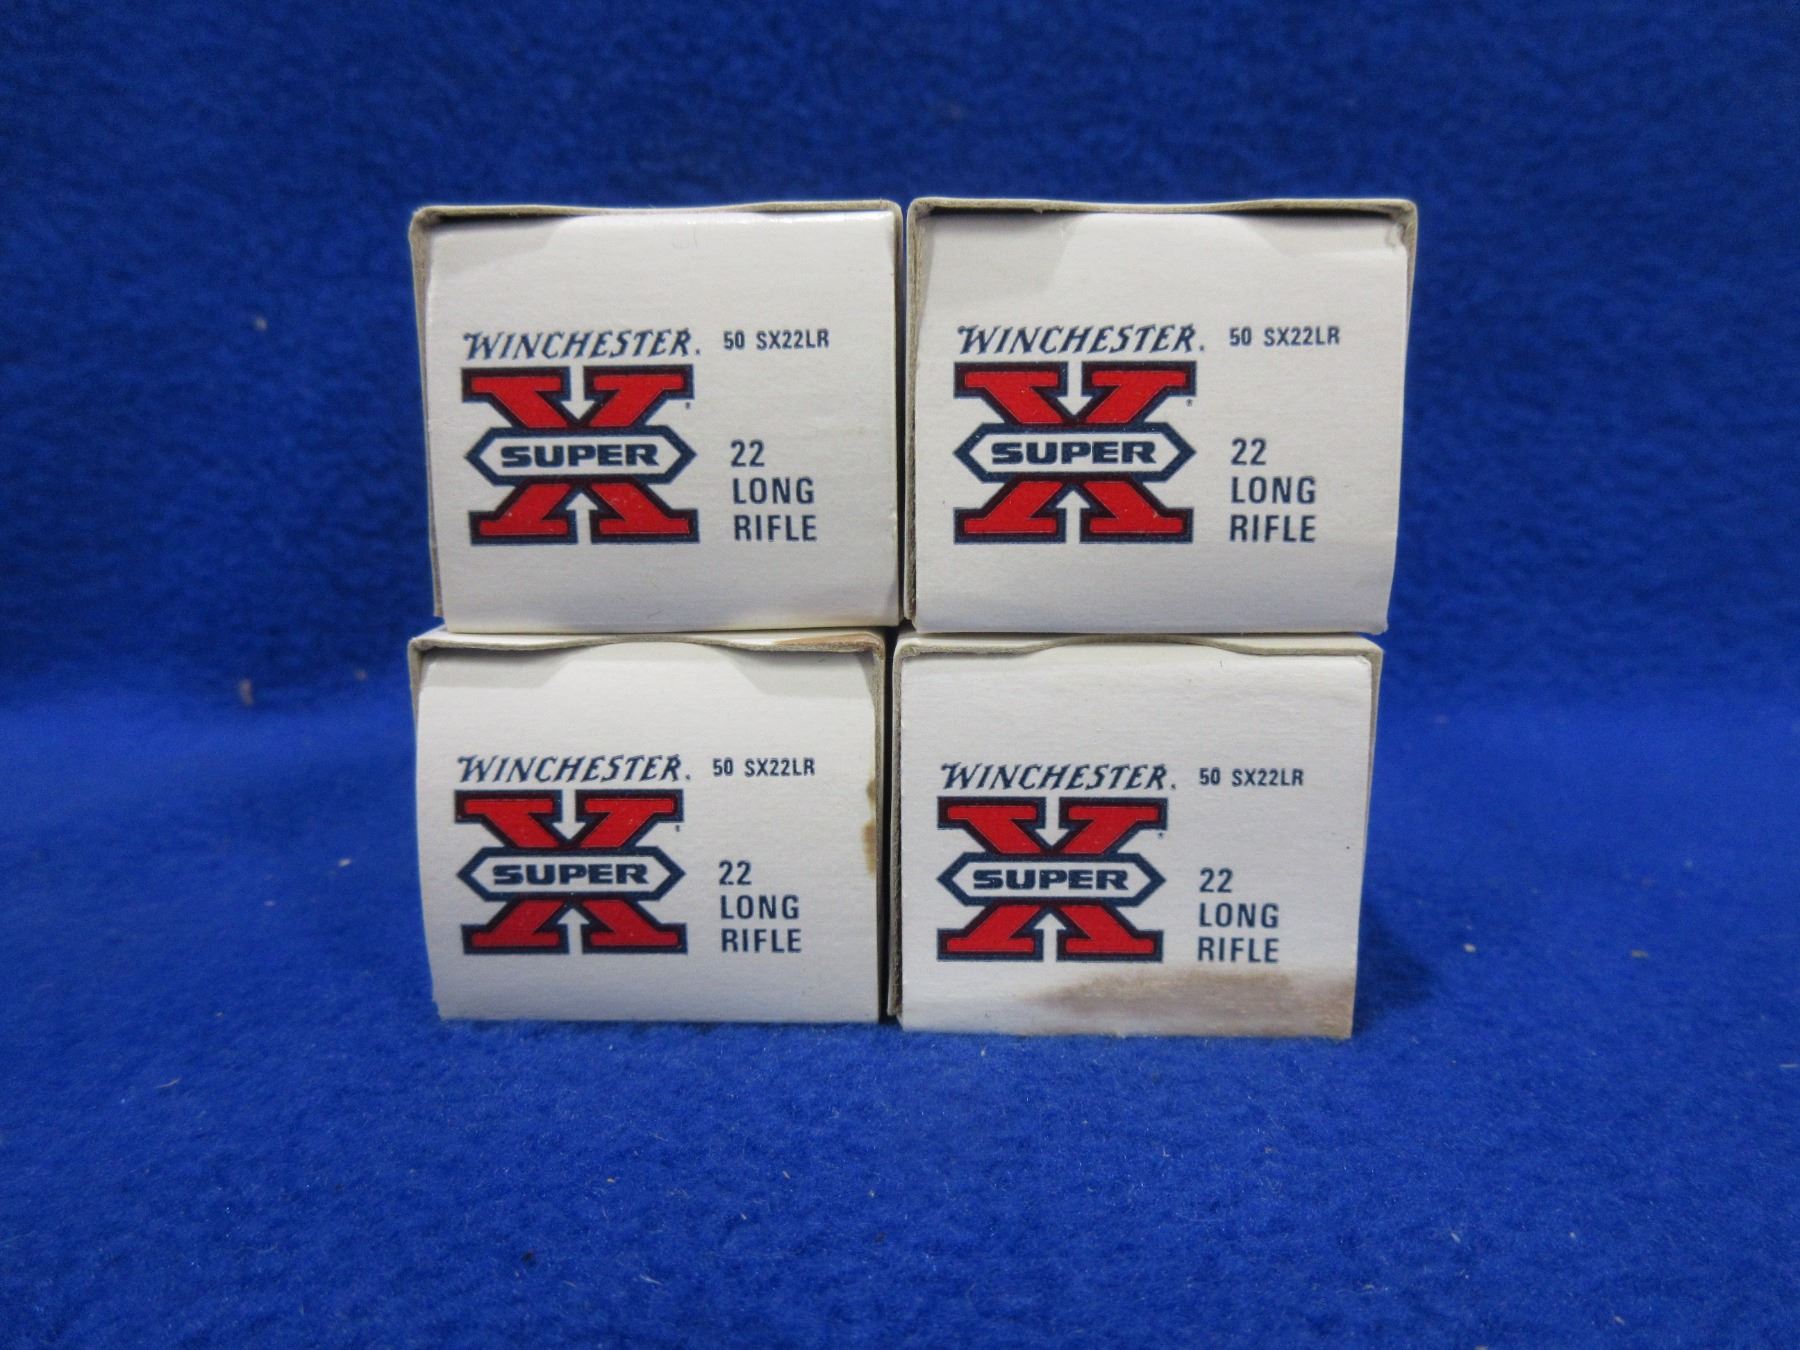 WINCHESTER. 50 SX22LR
SUPER X
22
LONG
RIFLE
WINCHESTER. 50 SX22LR
SUPER X
22
LONG
RIFLE
WINCHESTER. 50 SX22LR
SUPER X
22
LONG
RIFLE
WINCHESTER. 50 SX22LR
SUPER X
22
LONG
RIFLE